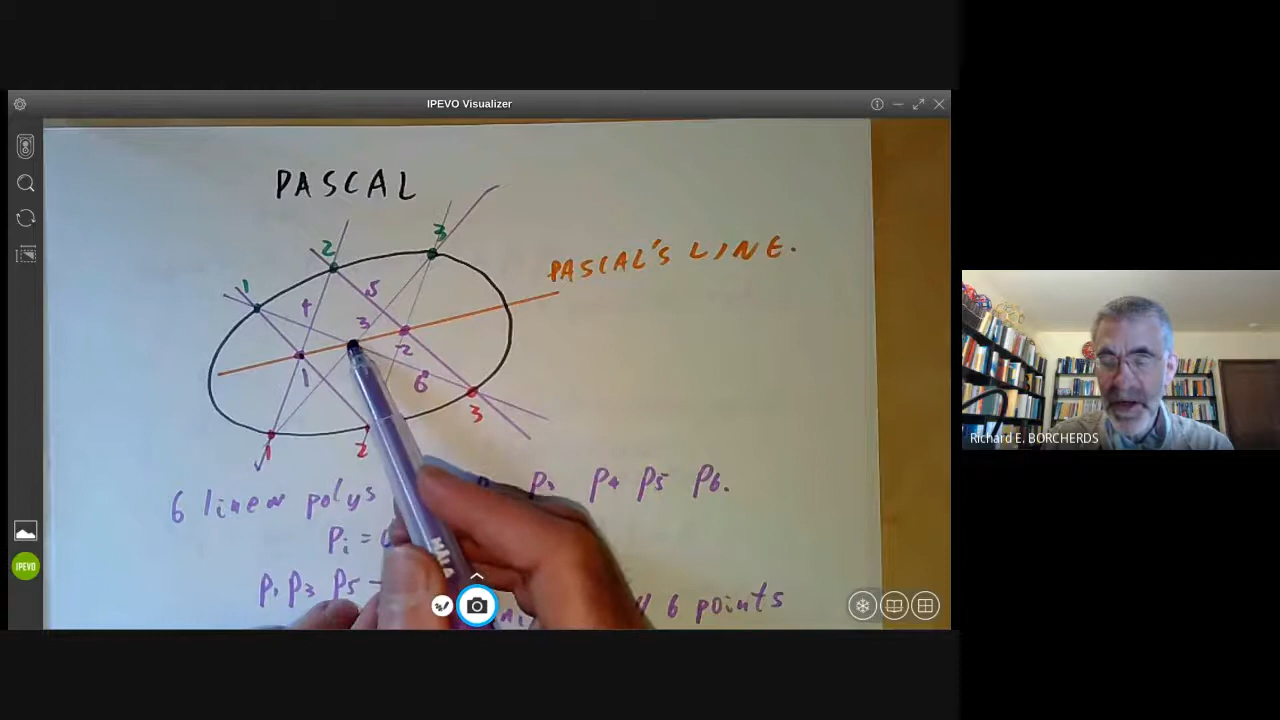 IPEVO Visualizer
PASCAL
2
3
1
PASCAL'S LINE.
4
5
3
2
1
6
3
1
2
6 linear polys
P4 P5 P6.
Pi =
P1 P3 P5 -
6 points
Richard E. BORCHERDS
IPEVO